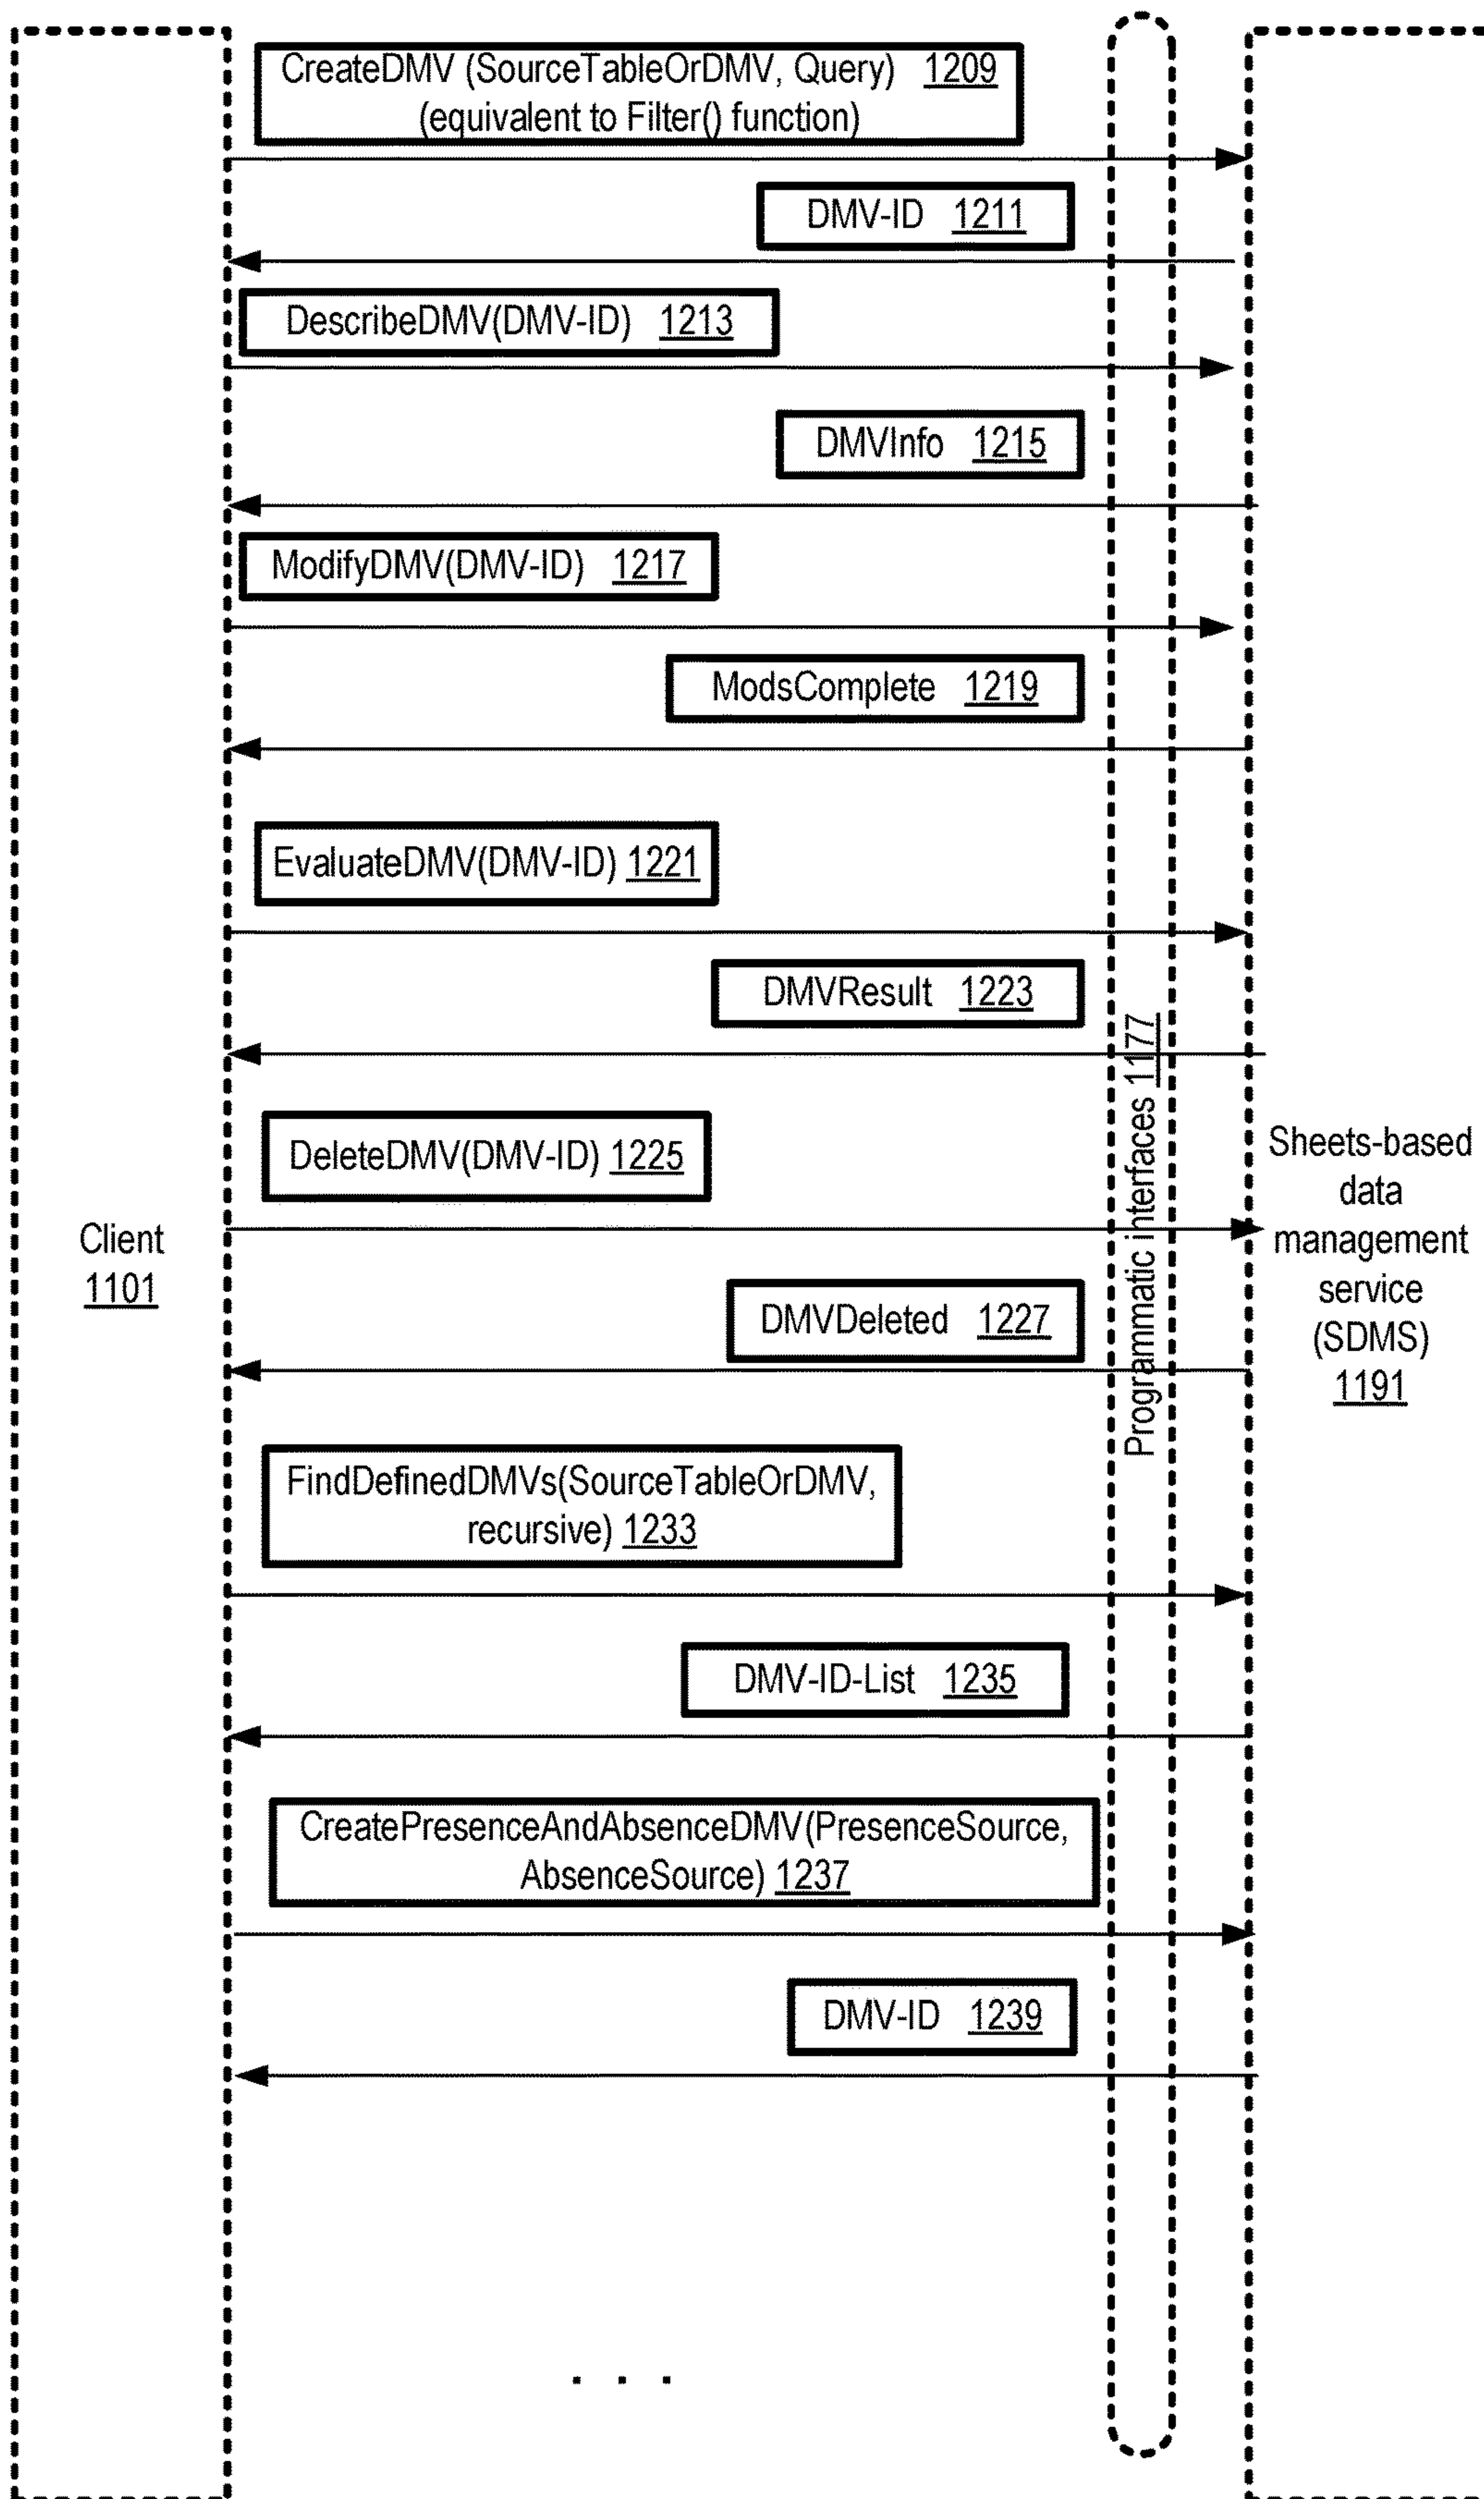 CreateDMV (SourceTableOrDMV, Query) 1209
(equivalent to Filter() function)
DMV-ID 1211
DescribeDMV(DMV-ID) 1213
DMVInfo 1215
ModifyDMV(DMV-ID) 1217
ModsComplete 1219
EvaluateDMV(DMV-ID) 1221
DMVResult 1223
DeleteDMV(DMV-ID) 1225
DMVDeleted 1227
FindDefinedDMVs(SourceTableOrDMV,
recursive) 1233
DMV-ID-List 1235
CreatePresenceAndAbsenceDMV(PresenceSource,
AbsenceSource) 1237
DMV-ID 1239
. . .
Client
1101
Programmatic interfaces 1177
Sheets-based
data
management
service
(SDMS)
1191